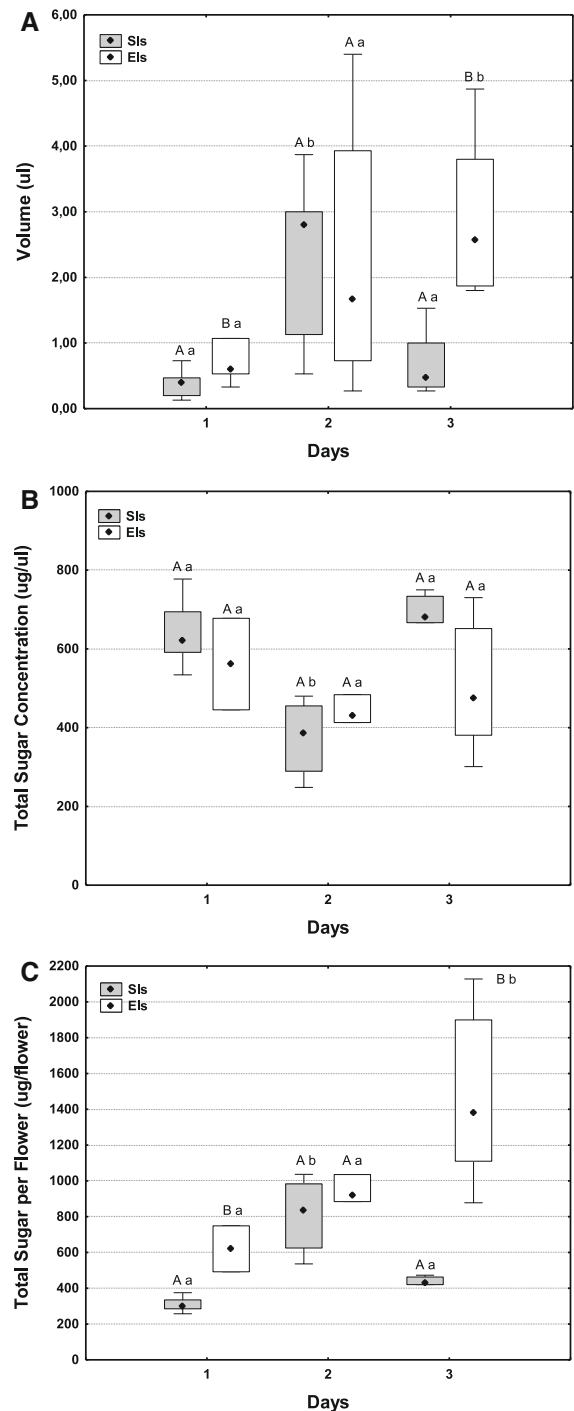 A
SIs
EIs
Volume (ul)
6,00
5,00
4,00
3,00
2,00
1,00
0,00
A a
B a
A b
A a
A a
B b
1 2 3
Days
B
SIs
EIs
Total Sugar Concentration (ug/ul)
1000
800
600
400
200
0
A a
A a
A b
A a
A a
A a
1 2 3
Days
C
SIs
EIs
Total Sugar per Flower (ug/flower)
2200
2000
1800
1600
1400
1200
1000
800
600
400
200
0
A a
B a
A b
A a
A a
B b
1 2 3
Days